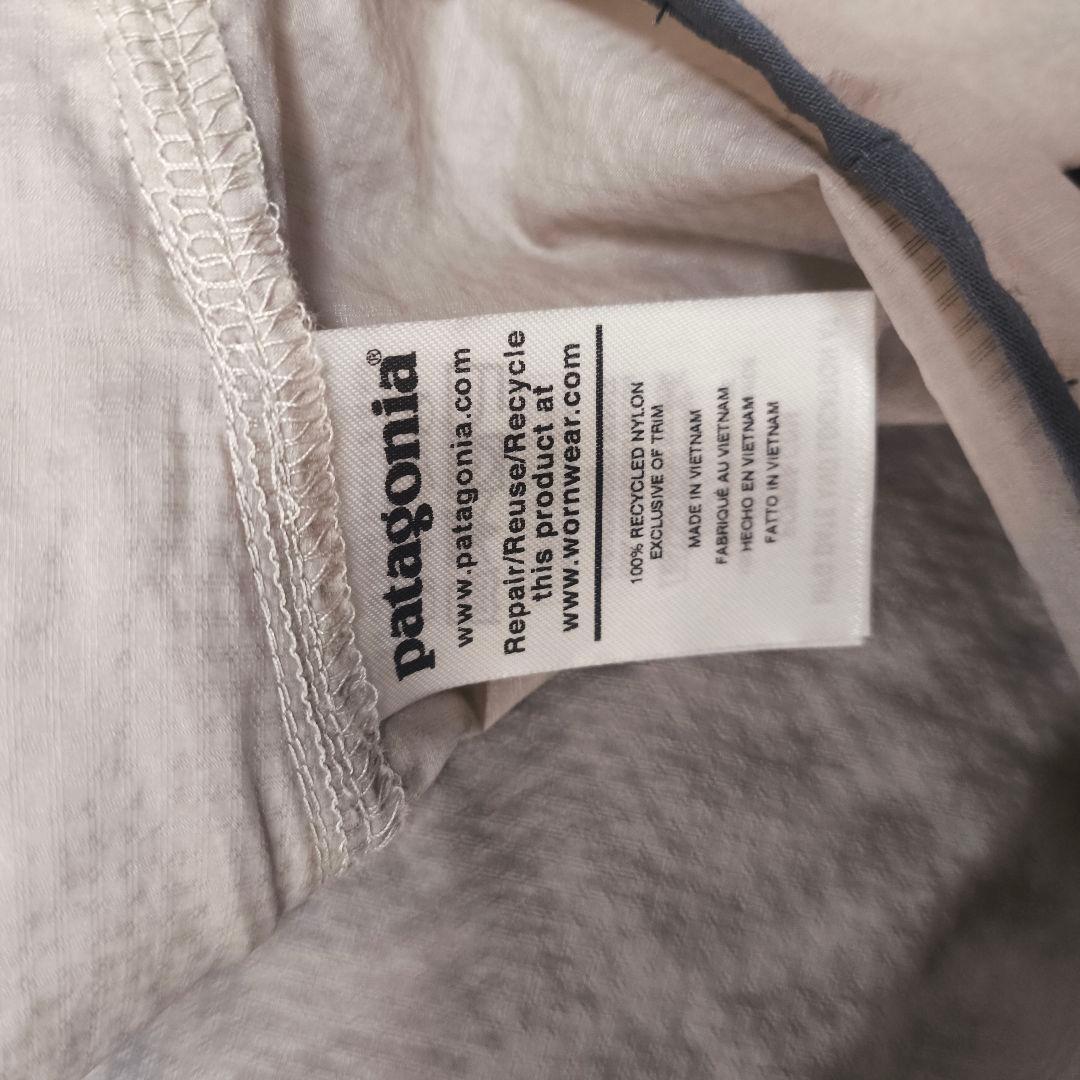 patagonia®
www.patagonia.com
Repair/Reuse/Recycle
this product at
www.wornwear.com
100% RECYCLED NYLON
EXCLUSIVE OF TRIM
MADE IN VIETNAM
FABRIQUÉ AU VIETNAM
HECHO EN VIETNAM
FATTO IN VIETNAM